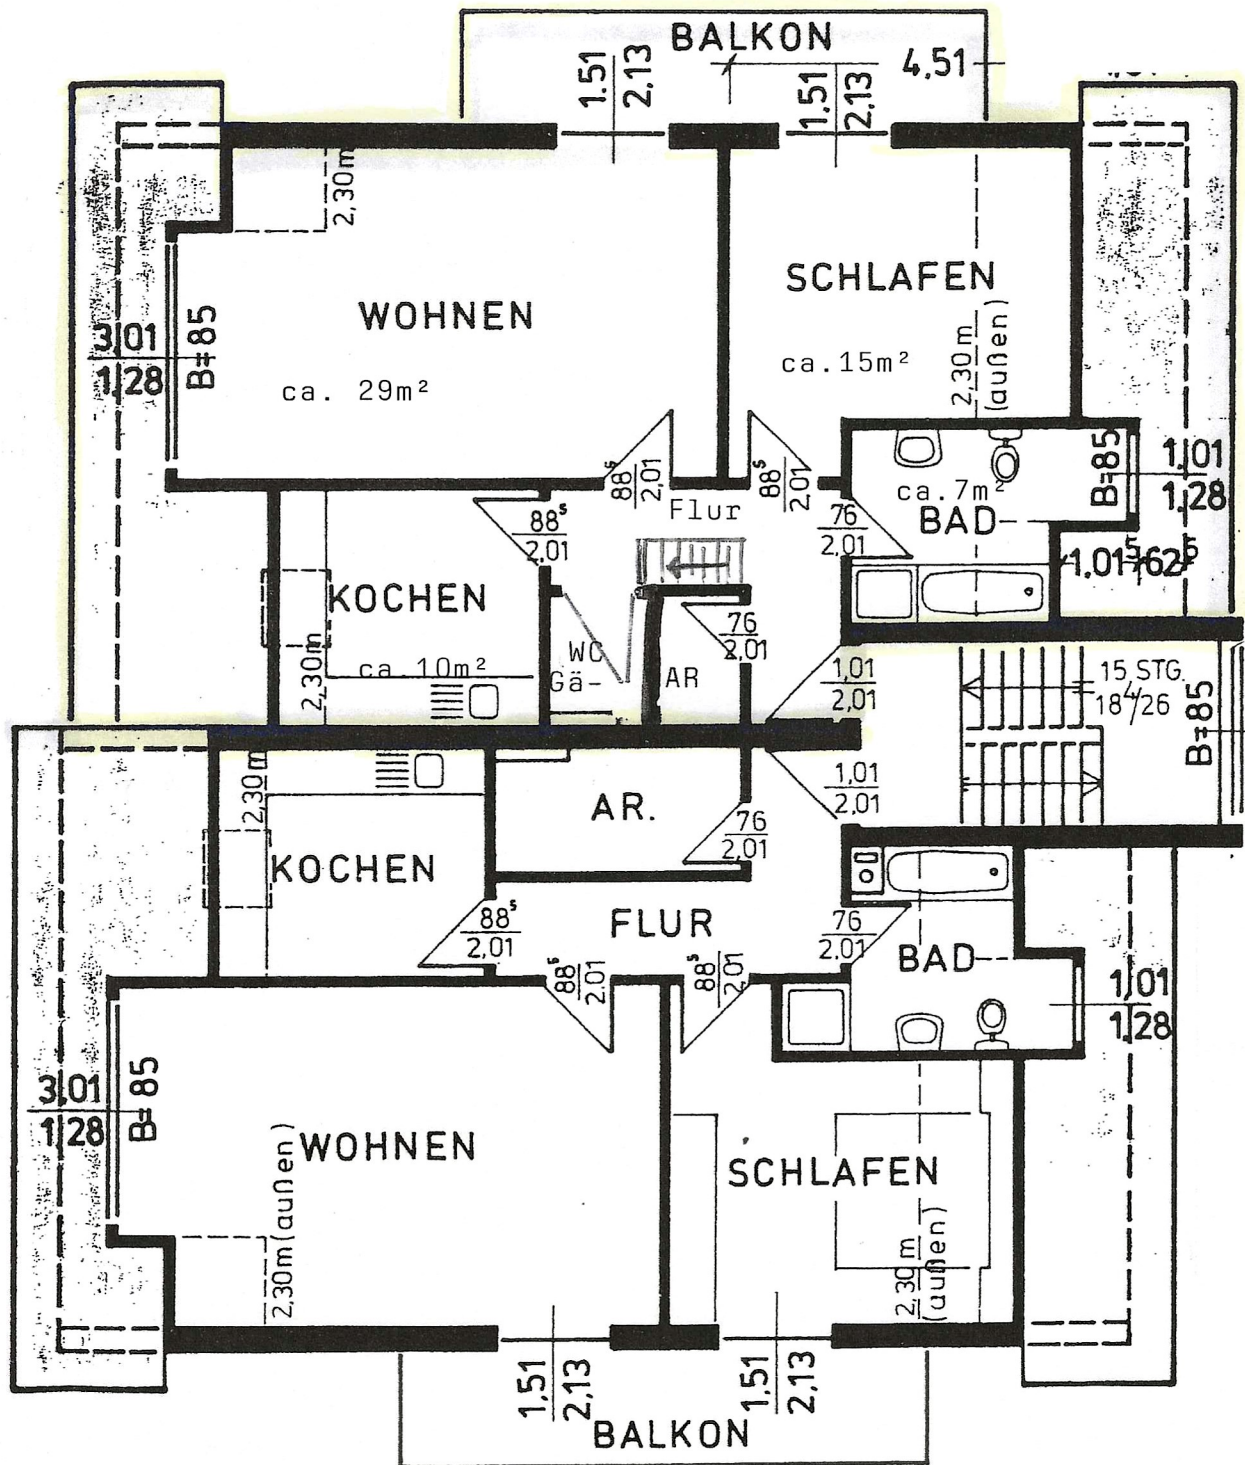 BALKON
1.51
2,13
4,51
1,51
2,13
2,30m
SCHLAFEN
WOHNEN
2,30 m
(außen)
3,01
1,28
B=85
ca.15m²
ca. 29m²
88⁵
2,01
88⁵
2,01
B=85
1,01
1,28
ca.7m²
Flur
88⁵
2,01
76
2,01
BAD
1.01⁵
62⁵
KOCHEN
76
2,01
WC
Gä-
AR
ca.10m²
2,30m
1,01
2,01
15 STG.
18⁴/26
B=85
2,30m
1,01
2,01
AR.
76
2,01
KOCHEN
88⁵
2,01
FLUR
76
2,01
BAD
88⁵
2,01
88⁵
2,01
1,01
1,28
3,01
1,28
B=85
WOHNEN
SCHLAFEN
2,30m(außen)
2,30 m
(außen)
1,51
2,13
1,51
2,13
BALKON